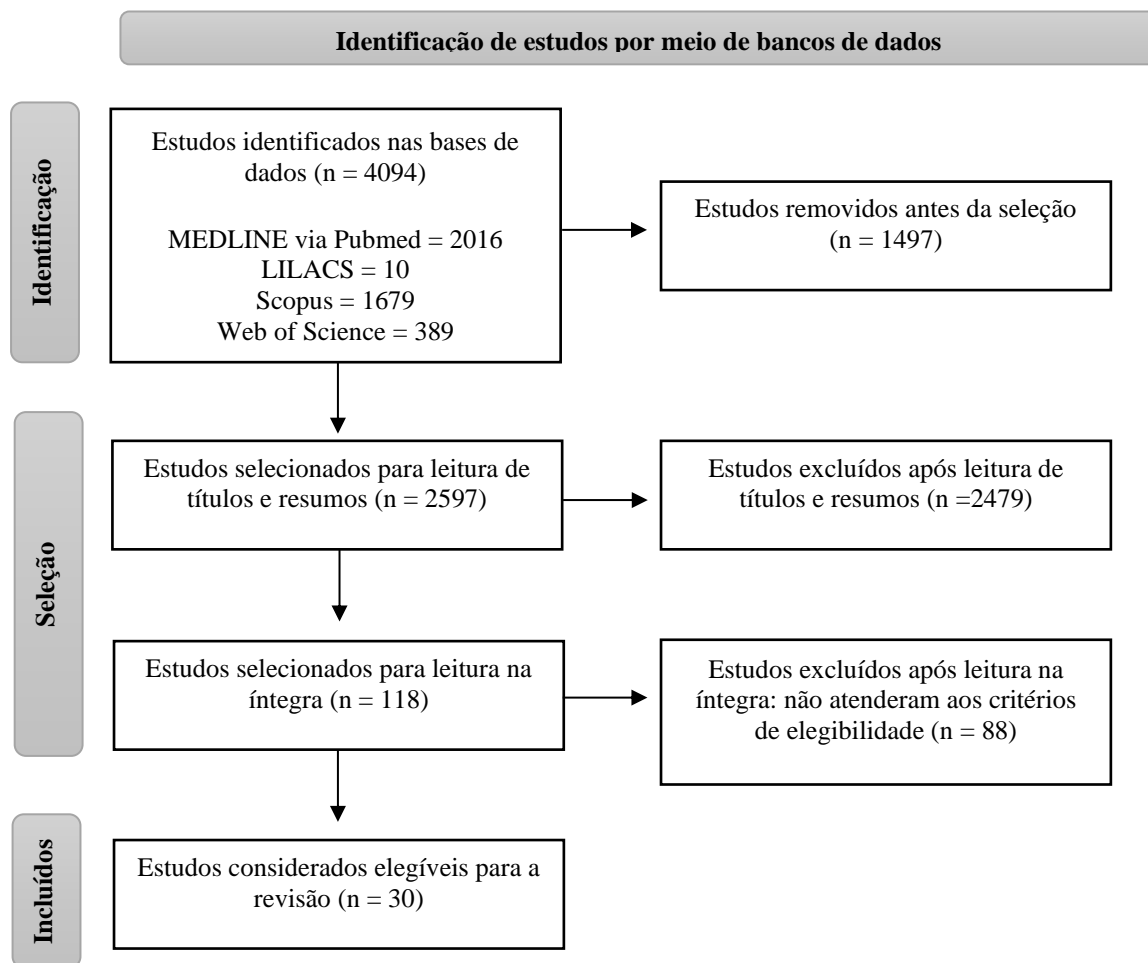 Identificação de estudos por meio de bancos de dados
Identificação
Estudos identificados nas bases de
dados (n = 4094)
MEDLINE via Pubmed = 2016
LILACS = 10
Scopus = 1679
Web of Science = 389
Estudos removidos antes da seleção
(n = 1497)
Seleção
Estudos selecionados para leitura de
títulos e resumos (n = 2597)
Estudos excluídos após leitura de
títulos e resumos (n =2479)
Estudos selecionados para leitura na
íntegra (n = 118)
Estudos excluídos após leitura na
íntegra: não atenderam aos critérios
de elegibilidade (n = 88)
Incluídos
Estudos considerados elegíveis para a
revisão (n = 30)